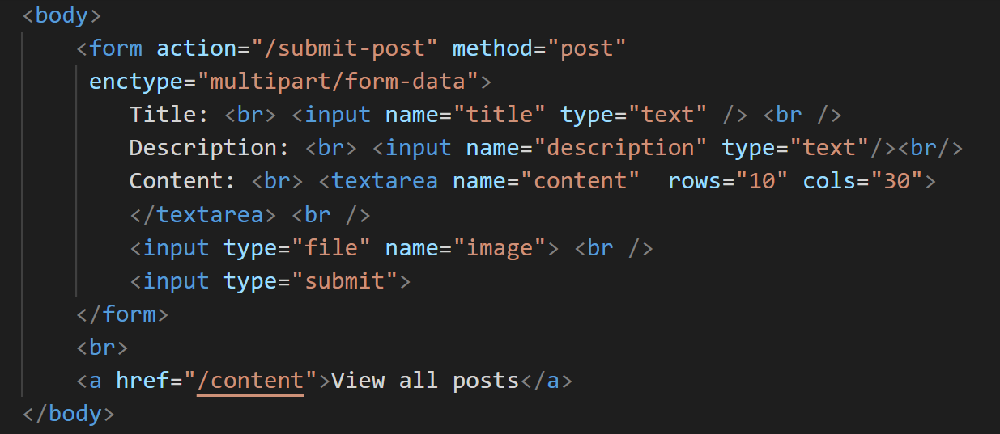 <body>
<form action="/submit-post" method="post"
enctype="multipart/form-data">
Title: <br> <input name="title" type="text" /> <br />
Description: <br> <input name="description" type="text"/><br/>
Content: <br> <textarea name="content"  rows="10" cols="30">
</textarea> <br />
<input type="file" name="image"> <br />
<input type="submit">
</form>
<br>
<a href="/content">View all posts</a>
</body>